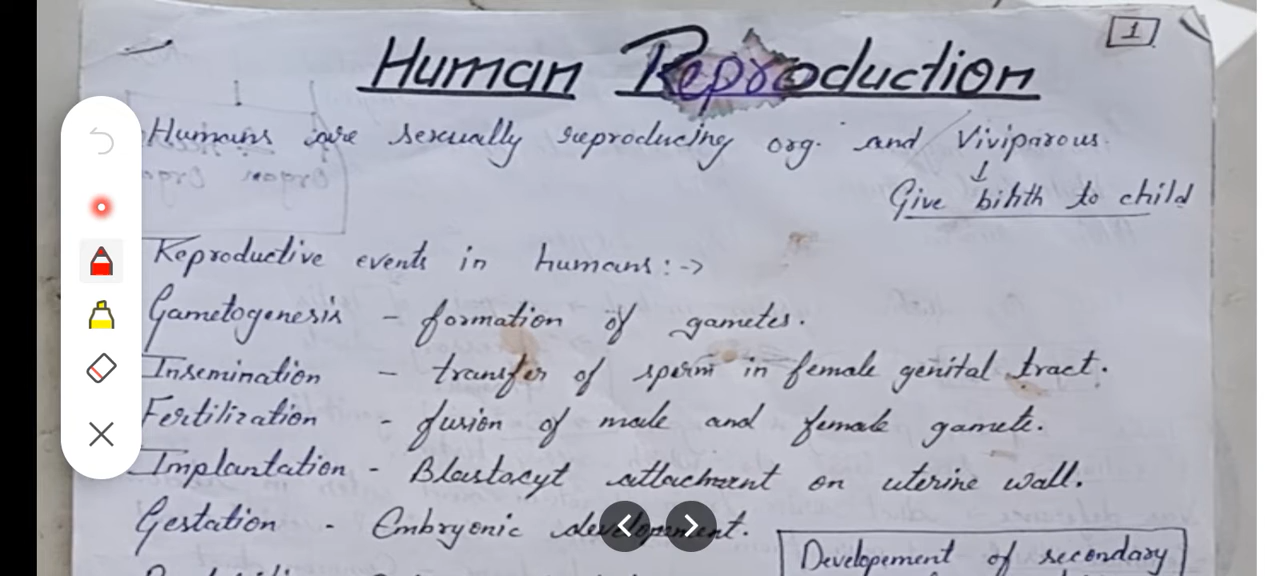 1
Human Reproduction
Humans are sexually reproducing org. and Viviparous.
↓
Give bihth to child
Reproductive events in humans :->
Gametogenesis - formation of gametes.
Insemination - transfer of sperm in female genital tract.
Fertilization - fusion of male and female gamete.
Implantation - Blastocyt attachment on uterine wall.
Gestation - Embryonic development.
Developement of secondary